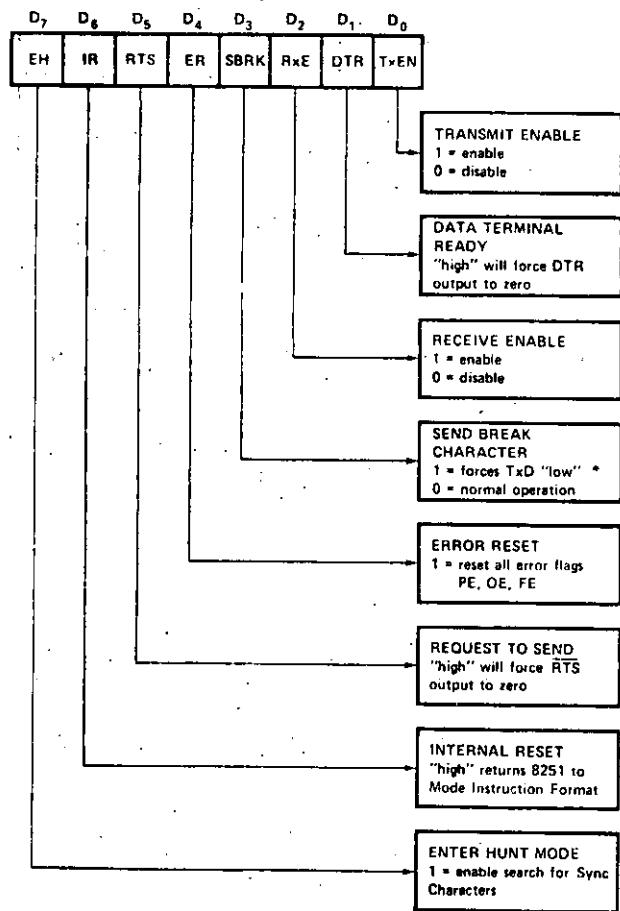 D7 D6 D5 D4 D3 D2 D1 D0
EH IR RTS ER SBRK RxE DTR TxEN
TRANSMIT ENABLE
1 = enable
0 = disable
DATA TERMINAL
READY
"high" will force DTR
output to zero
RECEIVE ENABLE
1 = enable
0 = disable
SEND BREAK
CHARACTER
1 = forces TxD "low" *
0 = normal operation
ERROR RESET
1 = reset all error flags
PE, OE, FE
REQUEST TO SEND
"high" will force R̅T̅S̅
output to zero
INTERNAL RESET
"high" returns 8251 to
Mode Instruction Format
ENTER HUNT MODE
1 = enable search for Sync
Characters